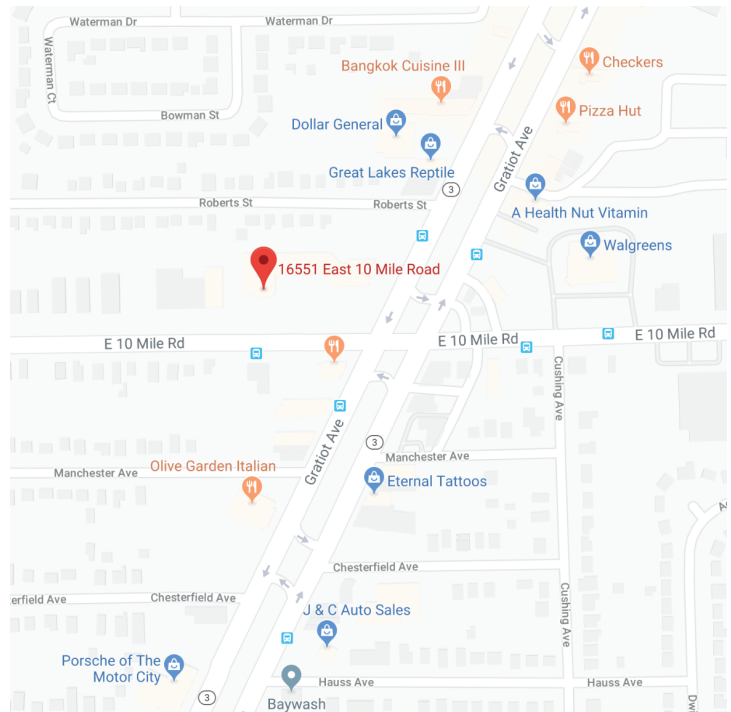 Waterman Dr
Waterman Dr
Waterman Ct
Bowman St
Bangkok Cuisine III
Checkers
Dollar General
Pizza Hut
Great Lakes Reptile
Gratiot Ave
3
Roberts St
Roberts St
A Health Nut Vitamin
Walgreens
16551 East 10 Mile Road
E 10 Mile Rd
E 10 Mile Rd
E 10 Mile Rd
Cushing Ave
Gratiot Ave
3
Manchester Ave
Manchester Ave
Olive Garden Italian
Eternal Tattoos
Chesterfield Ave
erfield Ave
Chesterfield Ave
Cushing Ave
J & C Auto Sales
Porsche of The
Motor City
3
Hauss Ave
Hauss Ave
Baywash